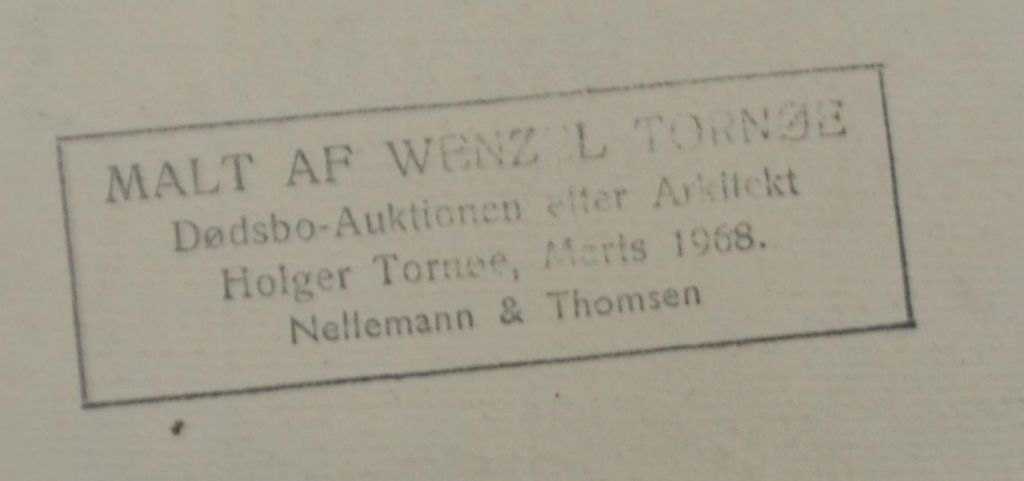 MALT AF WENZEL TORNØE
Dødsbo-Auktionen efter Arkitekt
Holger Tornøe, Marts 1968.
Nellemann & Thomsen